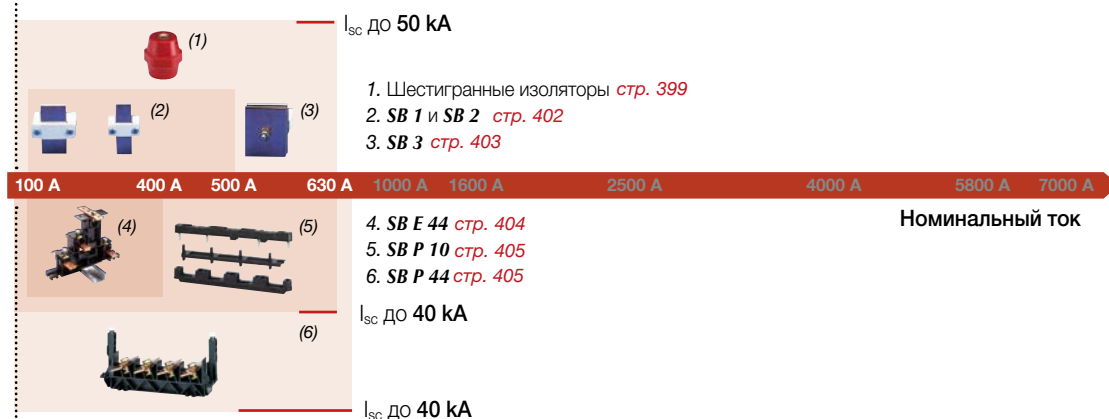 I_sc до 50 kA
(1)
(2)
(3)
1. Шестигранные изоляторы стр. 399
2. SB 1 и SB 2 стр. 402
3. SB 3 стр. 403
100 A 400 A 500 A 630 A 1000 A 1600 A 2500 A 4000 A 5800 A 7000 A
Номинальный ток
(4)
(5)
4. SB E 44 стр. 404
5. SB P 10 стр. 405
6. SB P 44 стр. 405
I_sc до 40 kA
(6)
I_sc до 40 kA